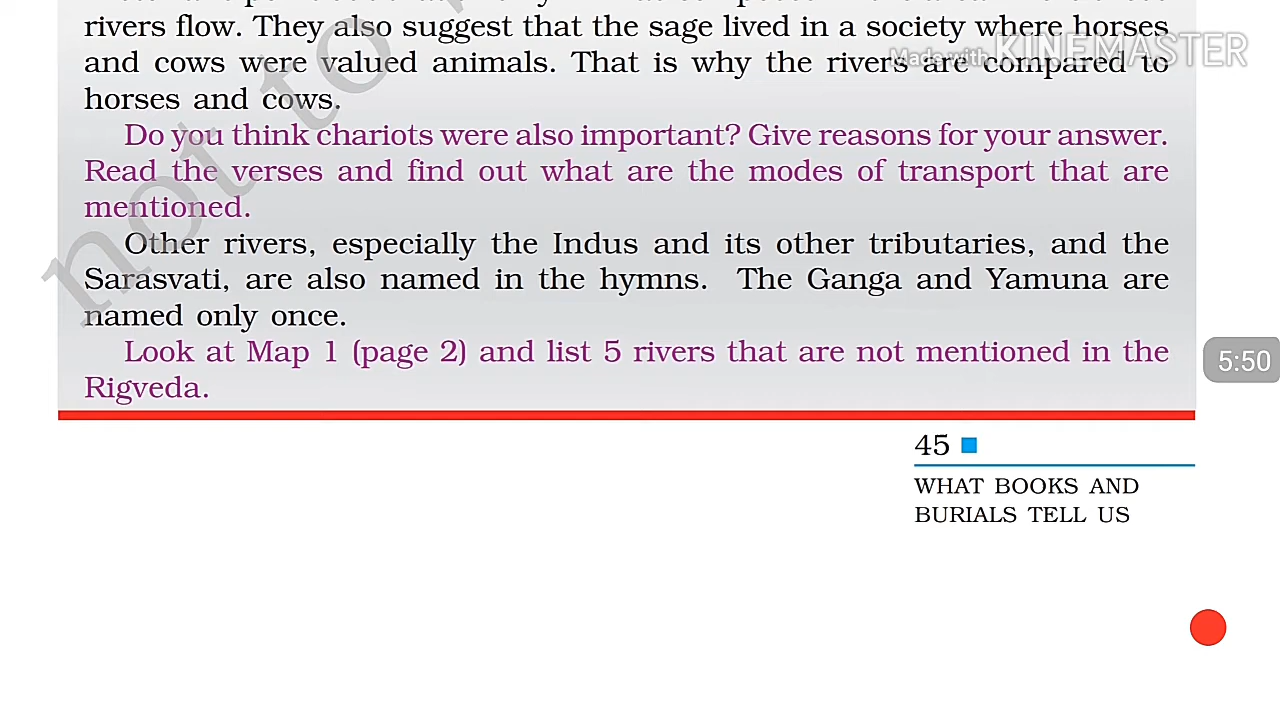 rivers flow. They also suggest that the sage lived in a society where horses
Made with KINEMASTER
and cows were valued animals. That is why the rivers are compared to
horses and cows.
Do you think chariots were also important? Give reasons for your answer.
Read the verses and find out what are the modes of transport that are
mentioned.
Other rivers, especially the Indus and its other tributaries, and the
Sarasvati, are also named in the hymns. The Ganga and Yamuna are
named only once.
Look at Map 1 (page 2) and list 5 rivers that are not mentioned in the
Rigveda.
not to
5:50
45
WHAT BOOKS AND
BURIALS TELL US